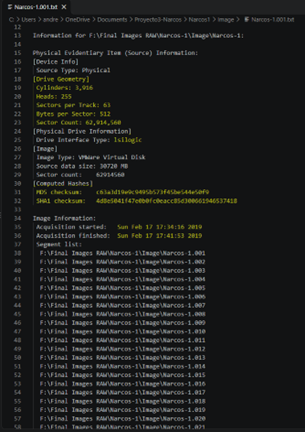 Narcos-1.001.txt
C: > Users > andre > OneDrive > Documents > Proyecto3-Narcos > Narcos1 > Image > Narcos-1.001.txt
12
13 Information for F:\Final Images RAW\Narcos-1\Image\Narcos-1:
14
15 Physical Evidentiary Item (Source) Information:
16 [Device Info]
17 Source Type: Physical
18 [Drive Geometry]
19 Cylinders: 3,916
20 Heads: 255
21 Sectors per Track: 63
22 Bytes per Sector: 512
23 Sector Count: 62,914,560
24 [Physical Drive Information]
25 Drive Interface Type: lsilogic
26 [Image]
27 Image Type: VMWare Virtual Disk
28 Source data size: 30720 MB
29 Sector count: 62914560
30 [Computed Hashes]
31 MD5 checksum:
32 SHA1 checksum:
33
34 Image Information:
35 Acquisition started: Sun Feb 17 17:34:16 2019
36 Acquisition finished: Sun Feb 17 17:41:53 2019
37 Segment list:
38 F:\Final Images RAW\Narcos-1\Image\Narcos-1.001
39 F:\Final Images RAW\Narcos-1\Image\Narcos-1.002
40 F:\Final Images RAW\Narcos-1\Image\Narcos-1.003
41 F:\Final Images RAW\Narcos-1\Image\Narcos-1.004
42 F:\Final Images RAW\Narcos-1\Image\Narcos-1.005
43 F:\Final Images RAW\Narcos-1\Image\Narcos-1.006
44 F:\Final Images RAW\Narcos-1\Image\Narcos-1.007
45 F:\Final Images RAW\Narcos-1\Image\Narcos-1.008
46 F:\Final Images RAW\Narcos-1\Image\Narcos-1.009
47 F:\Final Images RAW\Narcos-1\Image\Narcos-1.010
48 F:\Final Images RAW\Narcos-1\Image\Narcos-1.011
49 F:\Final Images RAW\Narcos-1\Image\Narcos-1.012
50 F:\Final Images RAW\Narcos-1\Image\Narcos-1.013
51 F:\Final Images RAW\Narcos-1\Image\Narcos-1.014
52 F:\Final Images RAW\Narcos-1\Image\Narcos-1.015
53 F:\Final Images RAW\Narcos-1\Image\Narcos-1.016
54 F:\Final Images RAW\Narcos-1\Image\Narcos-1.017
55 F:\Final Images RAW\Narcos-1\Image\Narcos-1.018
56 F:\Final Images RAW\Narcos-1\Image\Narcos-1.019
57 F:\Final Images RAW\Narcos-1\Image\Narcos-1.020
58 F:\Final Images RAW\Narcos-1\Image\Narcos-1.021